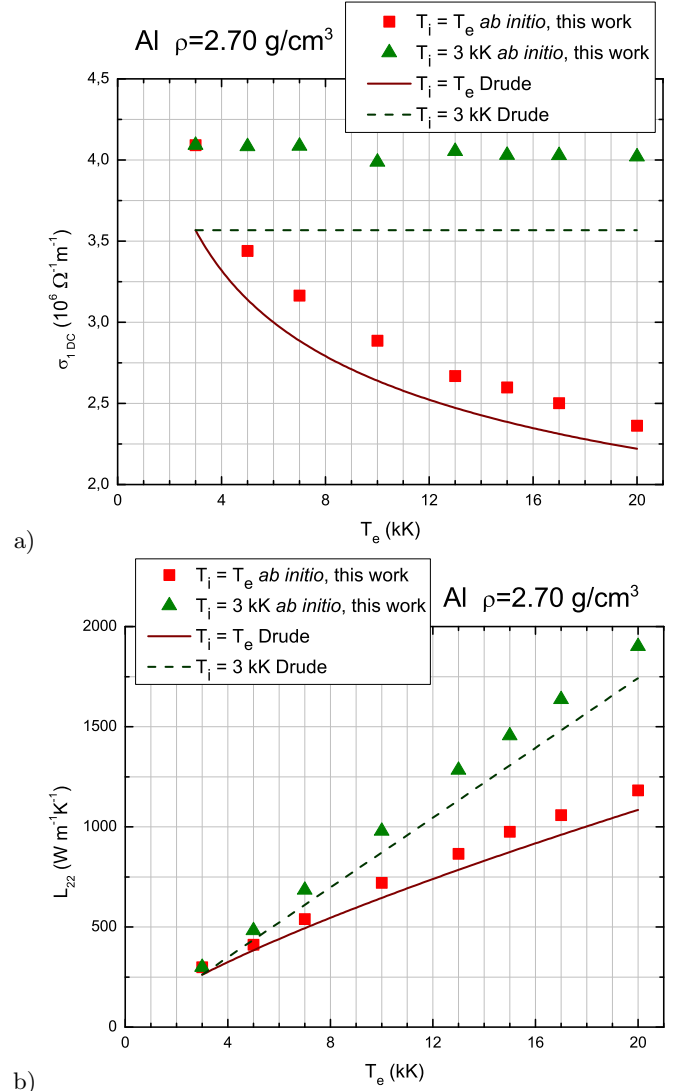 Al ρ=2.70 g/cm³
Tᵢ = Tₑ ab initio, this work
Tᵢ = 3 kK ab initio, this work
Tᵢ = Tₑ Drude
Tᵢ = 3 kK Drude
4,5
4,0
3,5
3,0
2,5
2,0
σ₁ DC (10⁶ Ω⁻¹m⁻¹)
0 4 8 12 16 20
Tₑ (kK)
a)
Tᵢ = Tₑ ab initio, this work
Tᵢ = 3 kK ab initio, this work
Tᵢ = Tₑ Drude
Tᵢ = 3 kK Drude
Al ρ=2.70 g/cm³
2000
1500
1000
500
0
L₂₂ (W m⁻¹K⁻¹)
0 4 8 12 16 20
Tₑ (kK)
b)